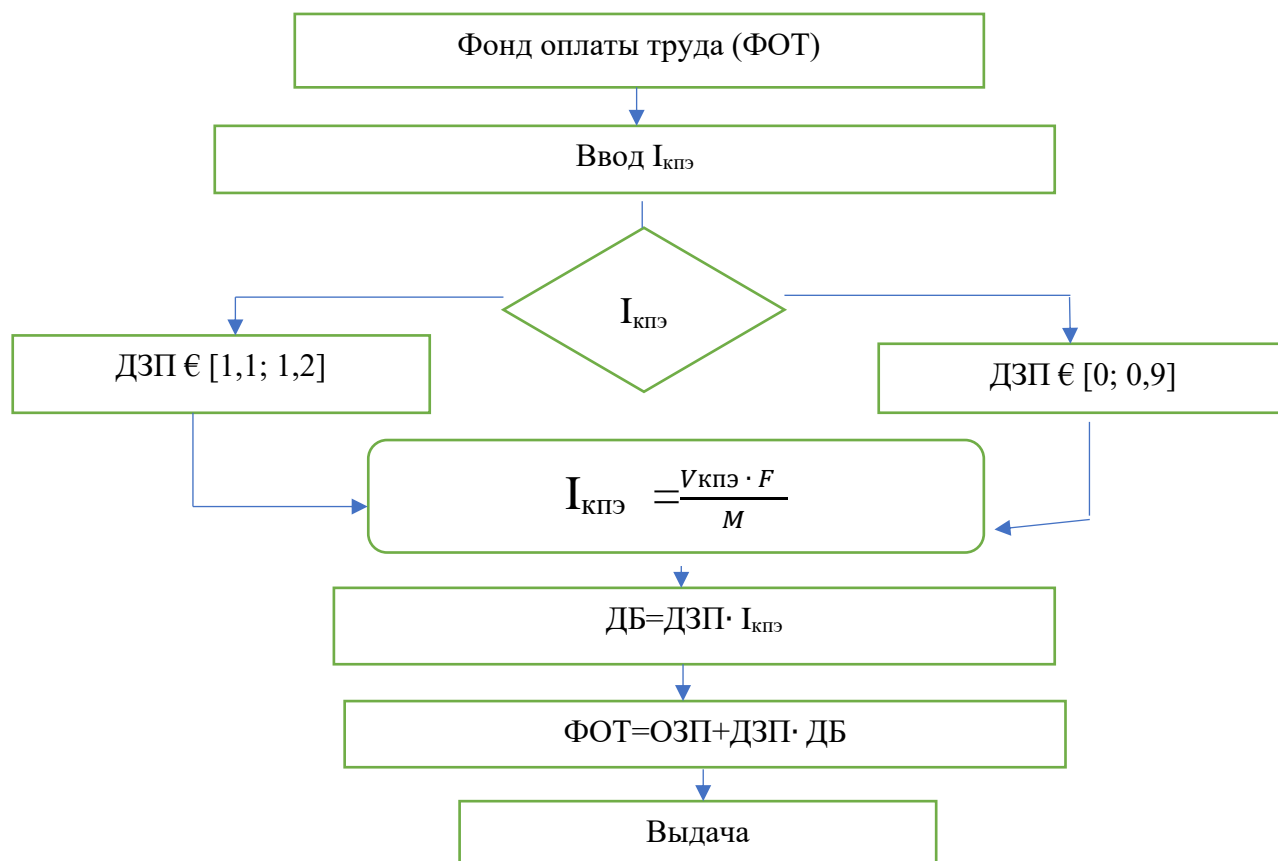 Фонд оплаты труда (ФОТ)
Ввод Iкпэ
Iкпэ
ДЗП € [1,1; 1,2]
ДЗП € [0; 0,9]
Iкпэ = Vкпэ · F / M
ДБ=ДЗП· Iкпэ
ФОТ=ОЗП+ДЗП· ДБ
Выдача